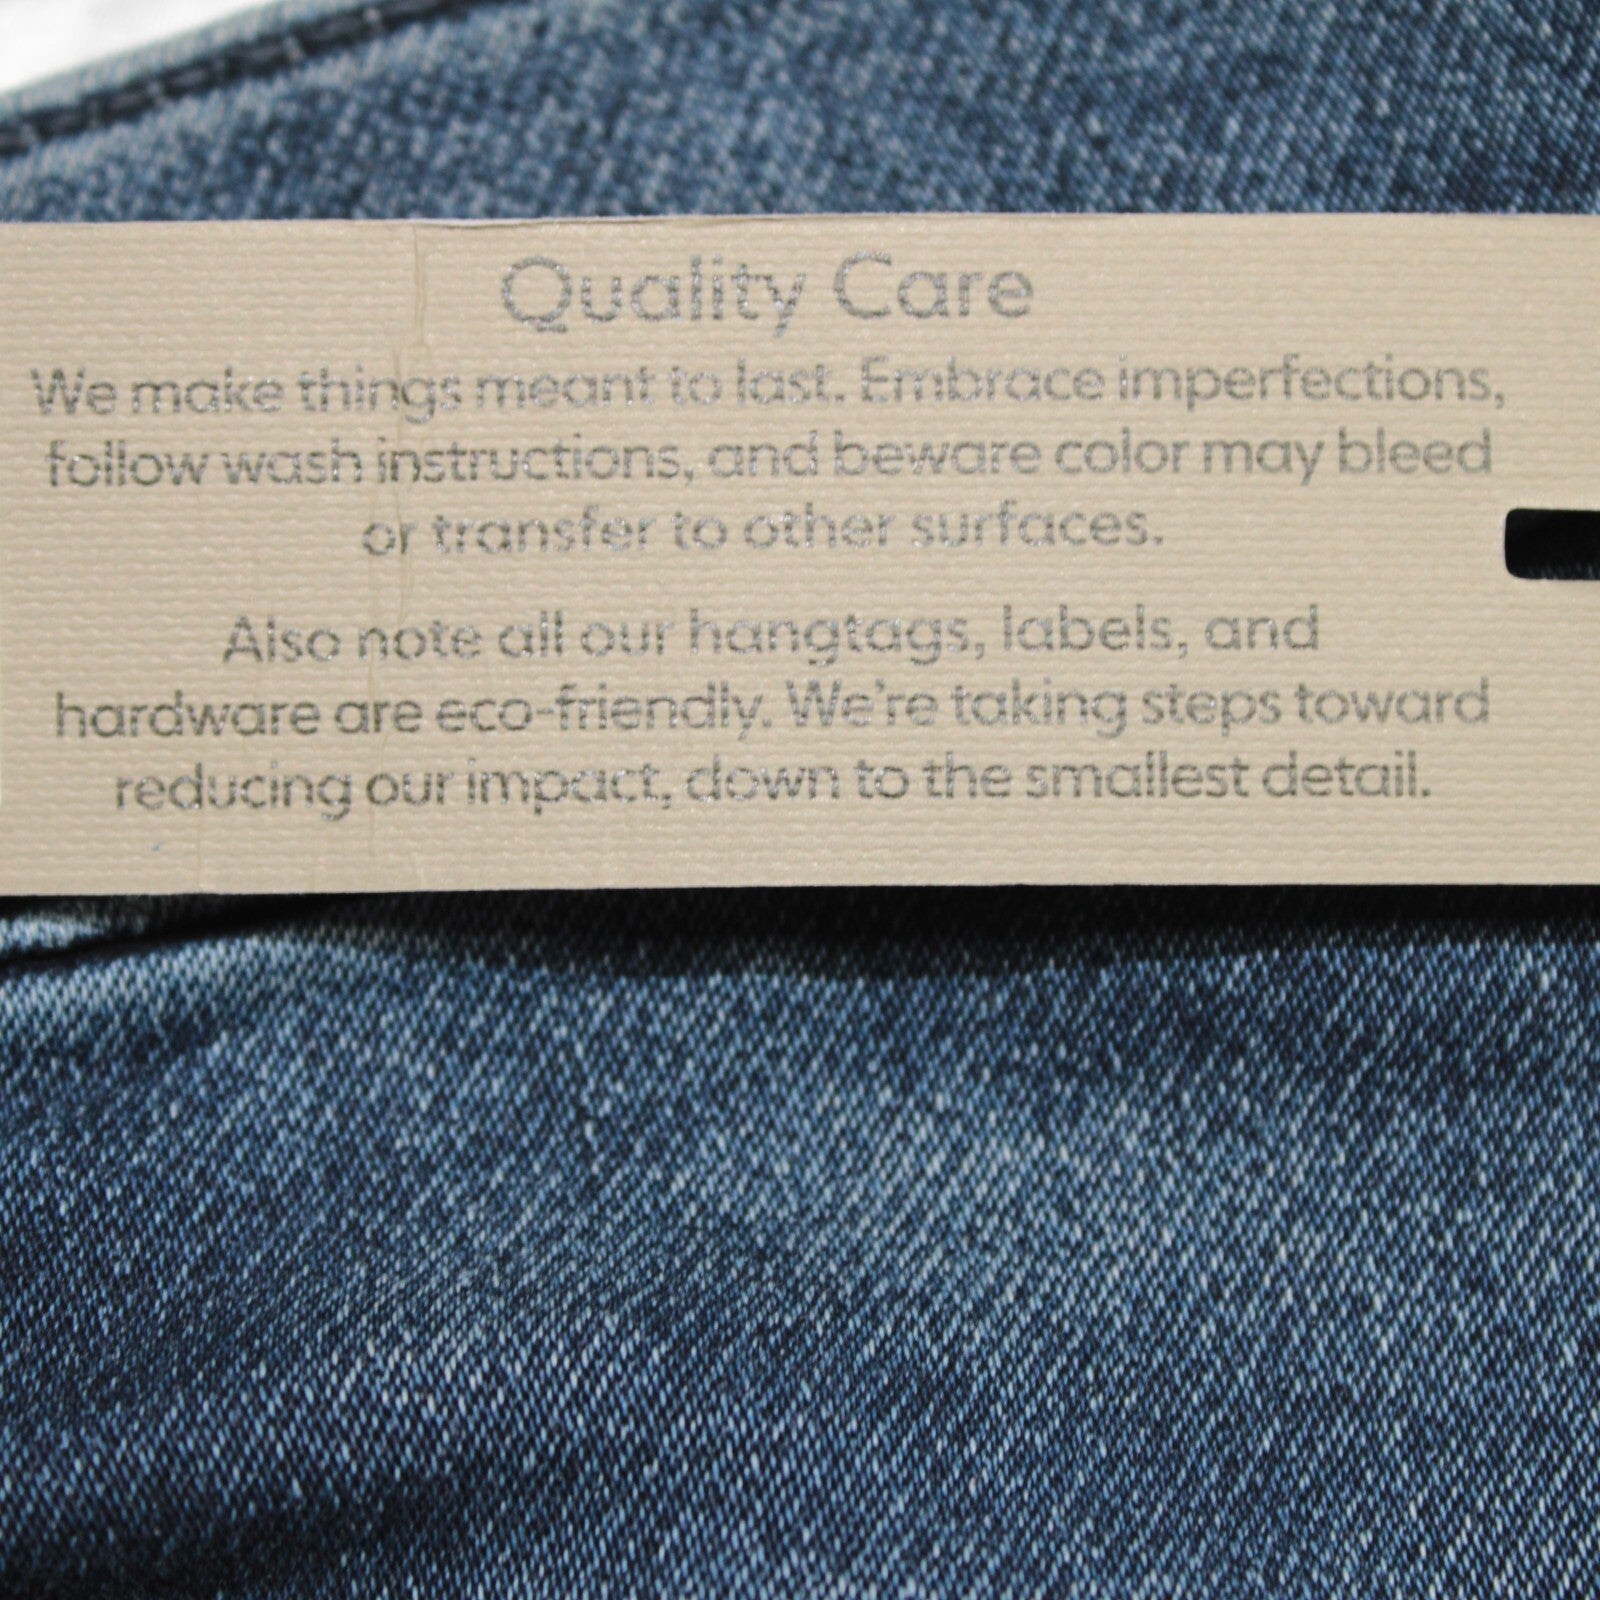 Quality Care
We make things meant to last. Embrace imperfections,
follow wash instructions, and beware color may bleed
or transfer to other surfaces.
Also note all our hangtags, labels, and
hardware are eco-friendly. We're taking steps toward
reducing our impact, down to the smallest detail.